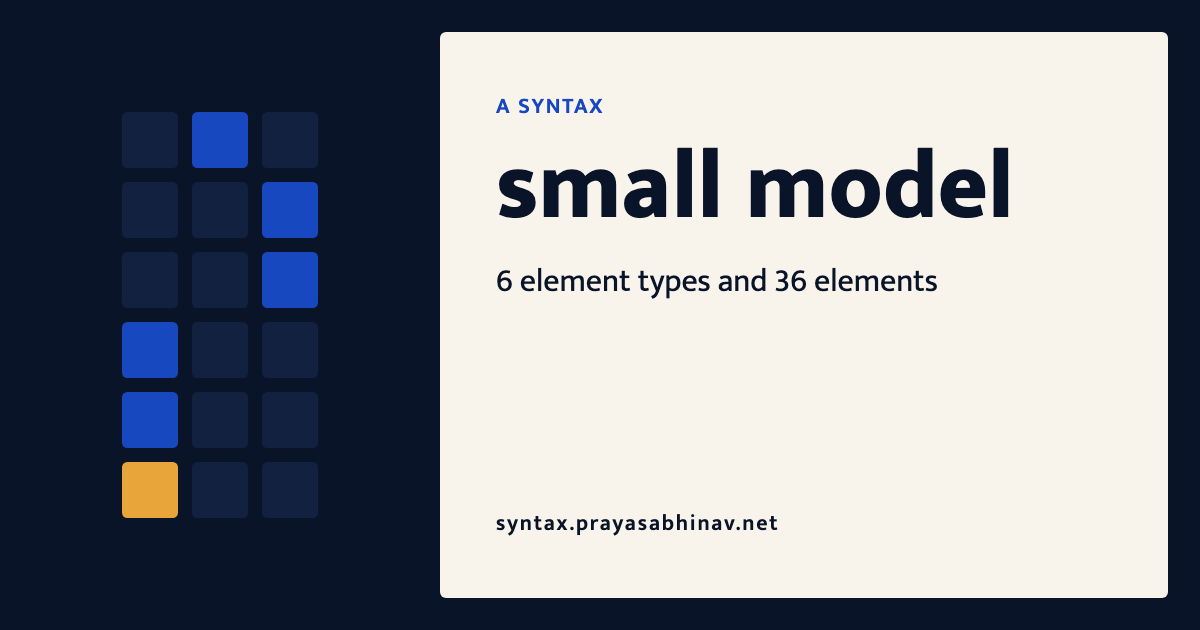 A SYNTAX
small model
6 element types and 36 elements
syntax.prayasabhinav.net